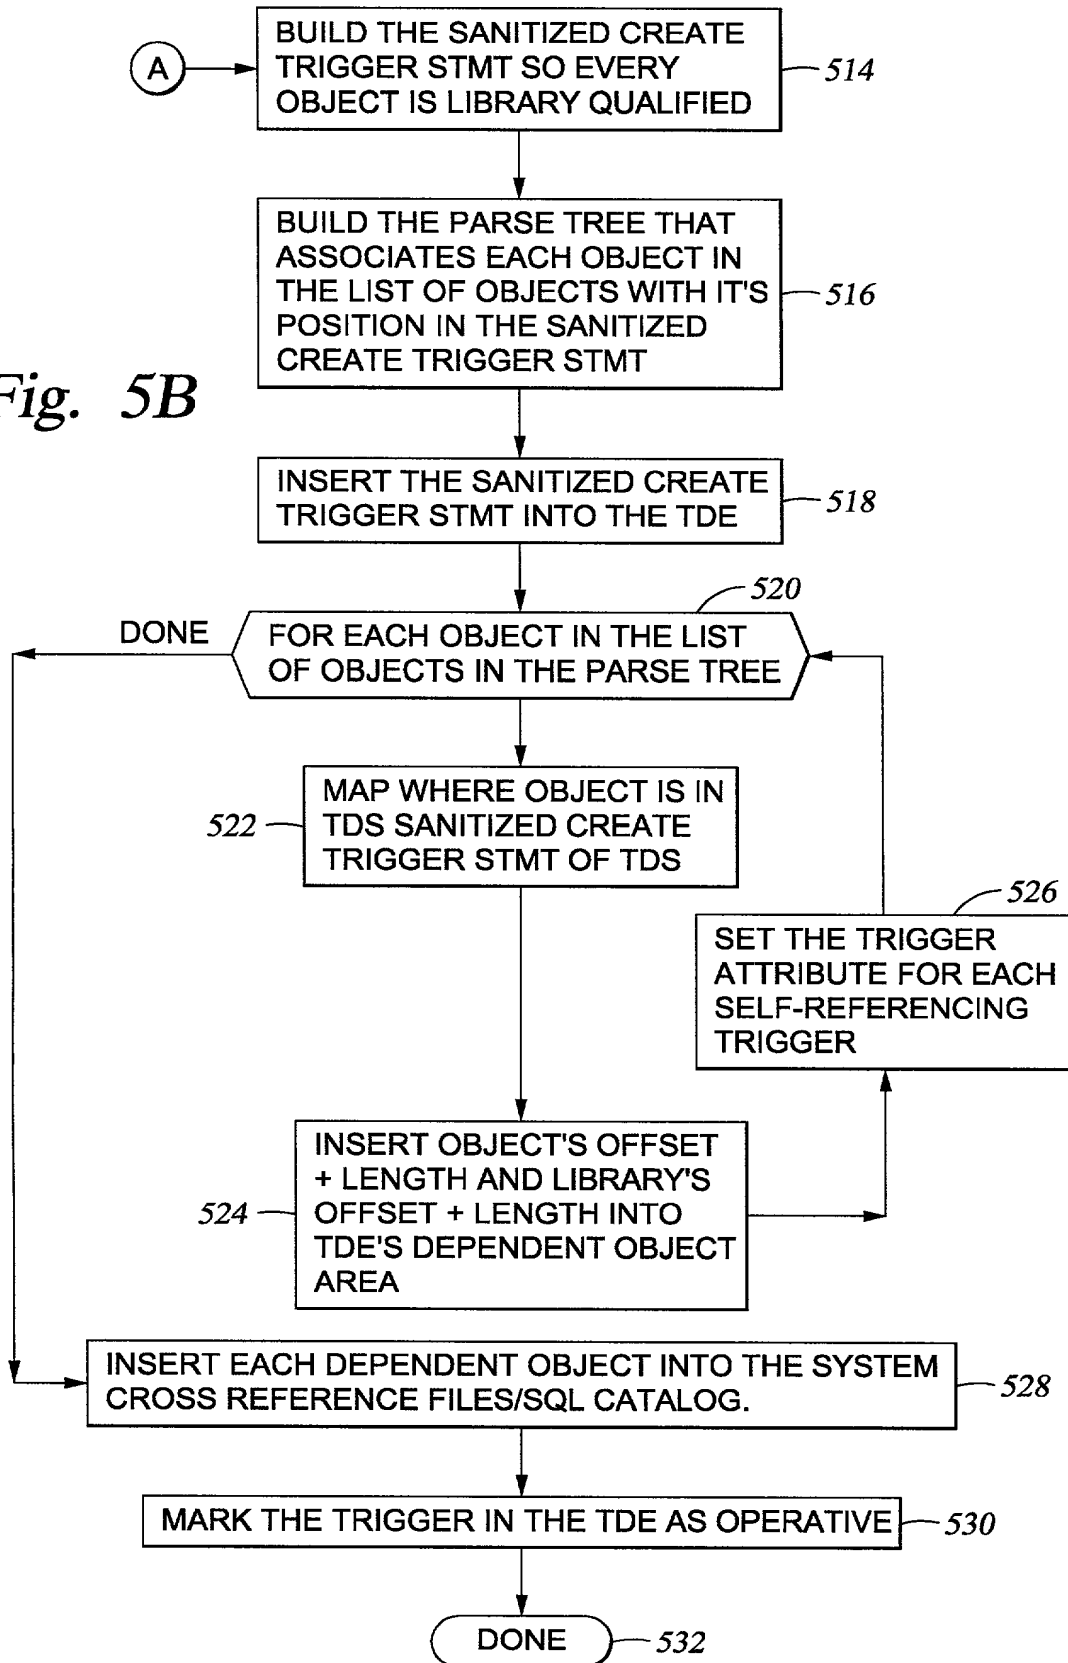 A
BUILD THE SANITIZED CREATE
TRIGGER STMT SO EVERY
OBJECT IS LIBRARY QUALIFIED
514
BUILD THE PARSE TREE THAT
ASSOCIATES EACH OBJECT IN
THE LIST OF OBJECTS WITH IT'S
POSITION IN THE SANITIZED
CREATE TRIGGER STMT
516
Fig. 5B
INSERT THE SANITIZED CREATE
TRIGGER STMT INTO THE TDE
518
520
DONE
FOR EACH OBJECT IN THE LIST
OF OBJECTS IN THE PARSE TREE
MAP WHERE OBJECT IS IN
TDS SANITIZED CREATE
TRIGGER STMT OF TDS
522
526
SET THE TRIGGER
ATTRIBUTE FOR EACH
SELF-REFERENCING
TRIGGER
INSERT OBJECT'S OFFSET
+ LENGTH AND LIBRARY'S
OFFSET + LENGTH INTO
TDE'S DEPENDENT OBJECT
AREA
524
INSERT EACH DEPENDENT OBJECT INTO THE SYSTEM
CROSS REFERENCE FILES/SQL CATALOG.
528
MARK THE TRIGGER IN THE TDE AS OPERATIVE
530
DONE
532